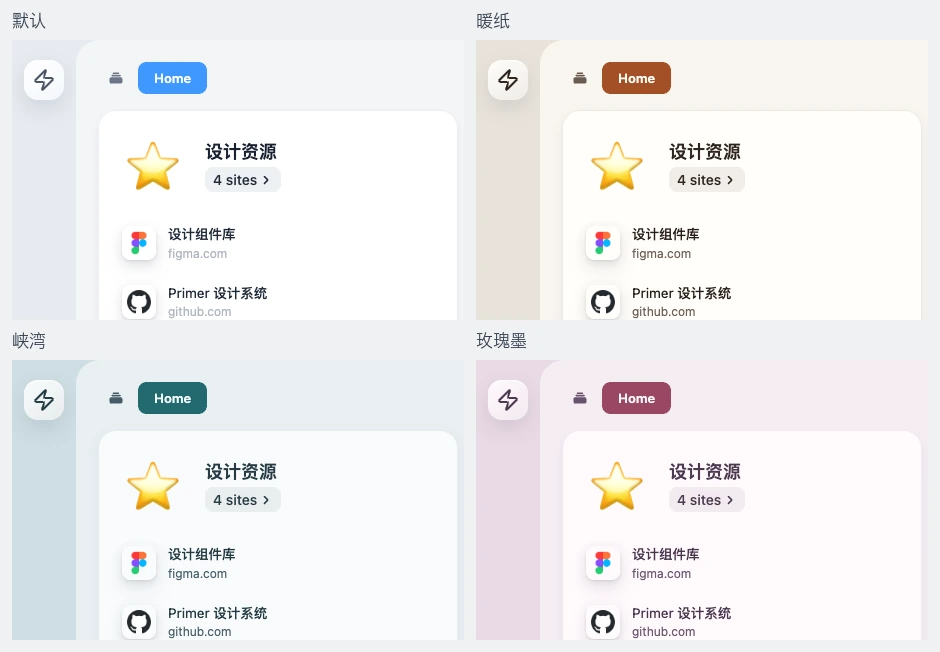 默认
Home
设计资源
4 sites
设计组件库
figma.com
Primer 设计系统
github.com
暖纸
Home
设计资源
4 sites
设计组件库
figma.com
Primer 设计系统
github.com
峡湾
Home
设计资源
4 sites
设计组件库
figma.com
Primer 设计系统
github.com
玫瑰墨
Home
设计资源
4 sites
设计组件库
figma.com
Primer 设计系统
github.com